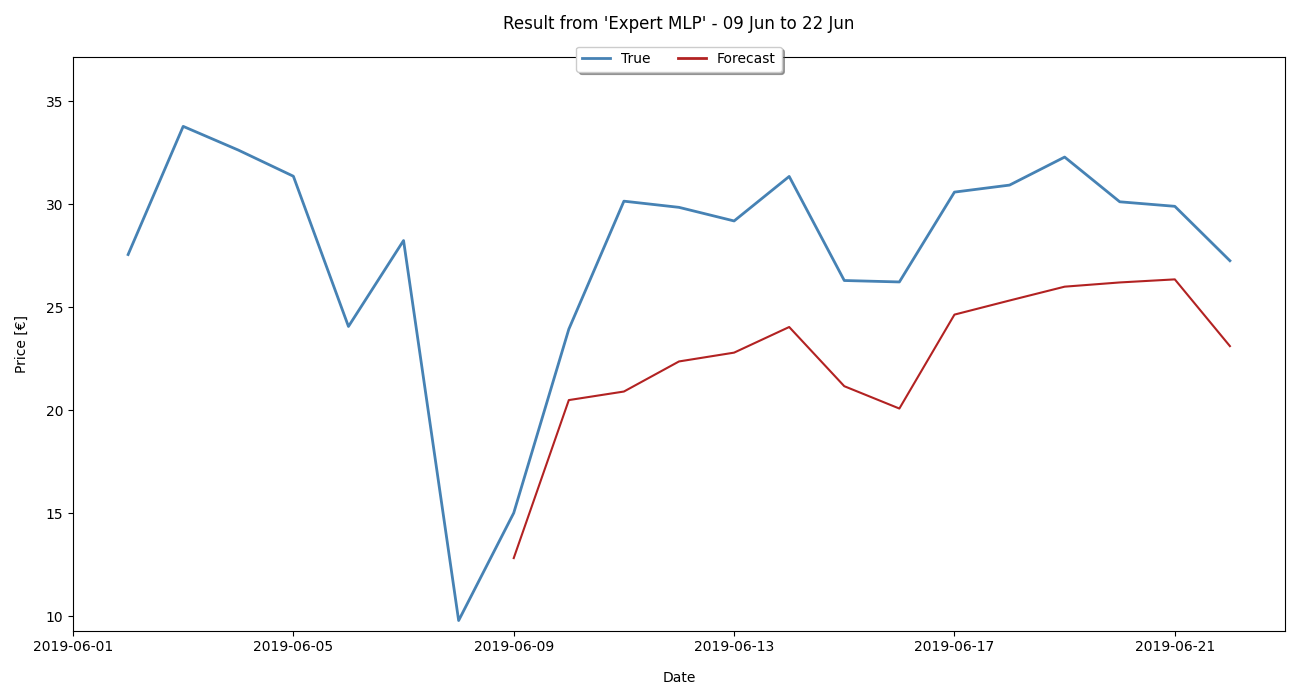 Result from 'Expert MLP' - 09 Jun to 22 Jun
True Forecast
35
30
25
20
15
10
Price [€]
2019-06-01 2019-06-05 2019-06-09 2019-06-13 2019-06-17 2019-06-21
Date